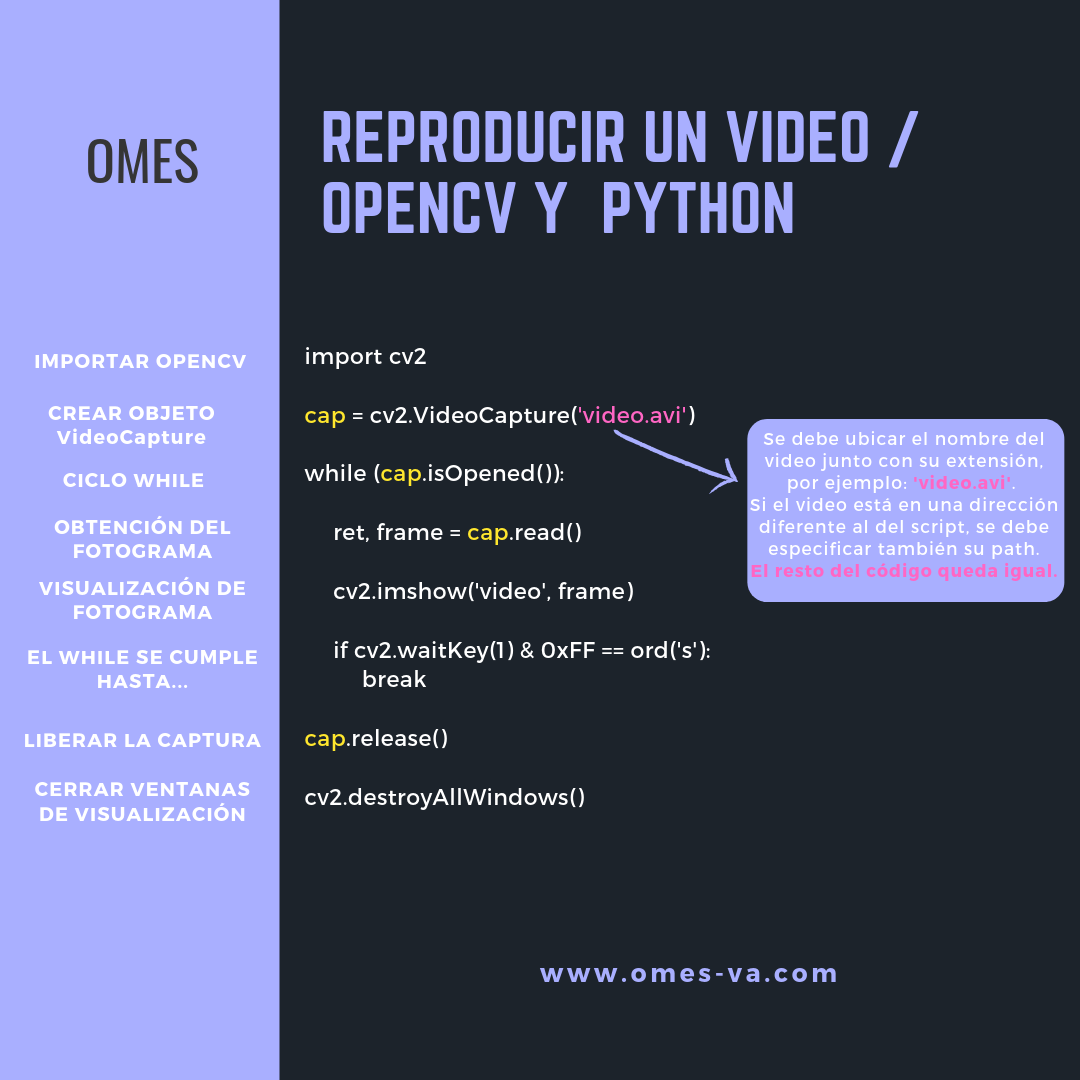 OMES
REPRODUCIR UN VIDEO /
OPENCV Y PYTHON
IMPORTAR OPENCV
import cv2
CREAR OBJETO
VideoCapture
cap = cv2.VideoCapture('video.avi')
Se debe ubicar el nombre del
video junto con su extensión,
por ejemplo: 'video.avi'.
Si el video está en una dirección
diferente al del script, se debe
especificar también su path.
El resto del código queda igual.
CICLO WHILE
while (cap.isOpened()):
OBTENCIÓN DEL
FOTOGRAMA
ret, frame = cap.read()
VISUALIZACIÓN DE
FOTOGRAMA
cv2.imshow('video', frame)
EL WHILE SE CUMPLE
HASTA...
if cv2.waitKey(1) & 0xFF == ord('s'):
break
LIBERAR LA CAPTURA
cap.release()
CERRAR VENTANAS
DE VISUALIZACIÓN
cv2.destroyAllWindows()
www.omes-va.com